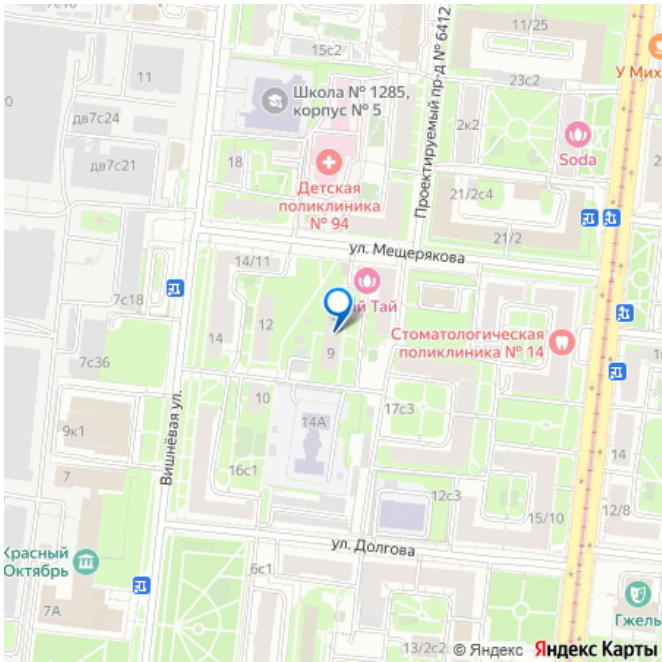 11/25
15с2
У Мих
11
Школа № 1285,
корпус № 5
23с2
Проектируемый пр-д № 6412
дв7с24
2к2
Soda
дв7с21
18
Детская
поликлиника
№ 94
21/2с4
21/2
ул. Мещерякова
14/11
7с18
ый Тай
12
Стоматологическая
поликлиника № 14
14
9
7с36
10
17с3
14А
9к1
Вишнёвая ул.
14
16с1
7
12с3
12/8
15/10
Красный
Октябрь
ул. Долгова
6с1
Гжель
7А
13/2с2
© Яндекс Яндекс Карты